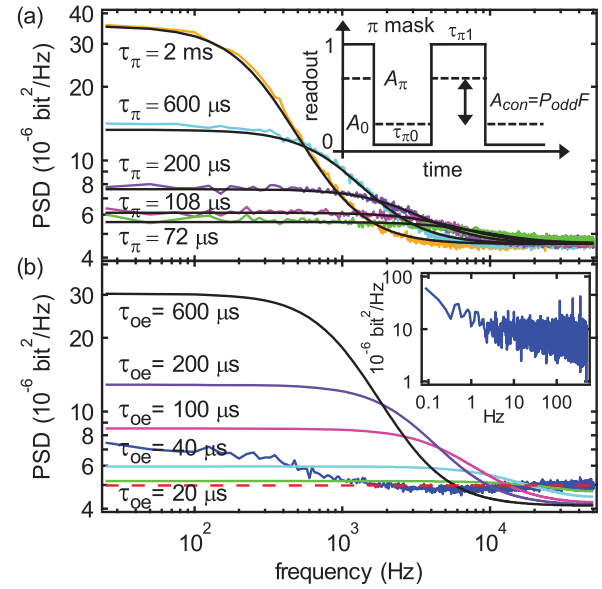 (a)
40
30
10
8
6
4
PSD (10⁻⁶ bit²/Hz)
τπ = 2 ms
τπ = 600 μs
τπ = 200 μs
τπ = 108 μs
τπ = 72 μs
π mask
τπ1
1
0
readout
Aπ
A0
τπ0
Acon=PoddF
time
(b)
30
10
8
6
4
PSD (10⁻⁶ bit²/Hz)
τoe = 600 μs
τoe = 200 μs
τoe = 100 μs
τoe = 40 μs
τoe = 20 μs
100
10
1
10⁻⁶ bit²/Hz
0.1 1 10 100
Hz
10² 10³ 10⁴
frequency (Hz)